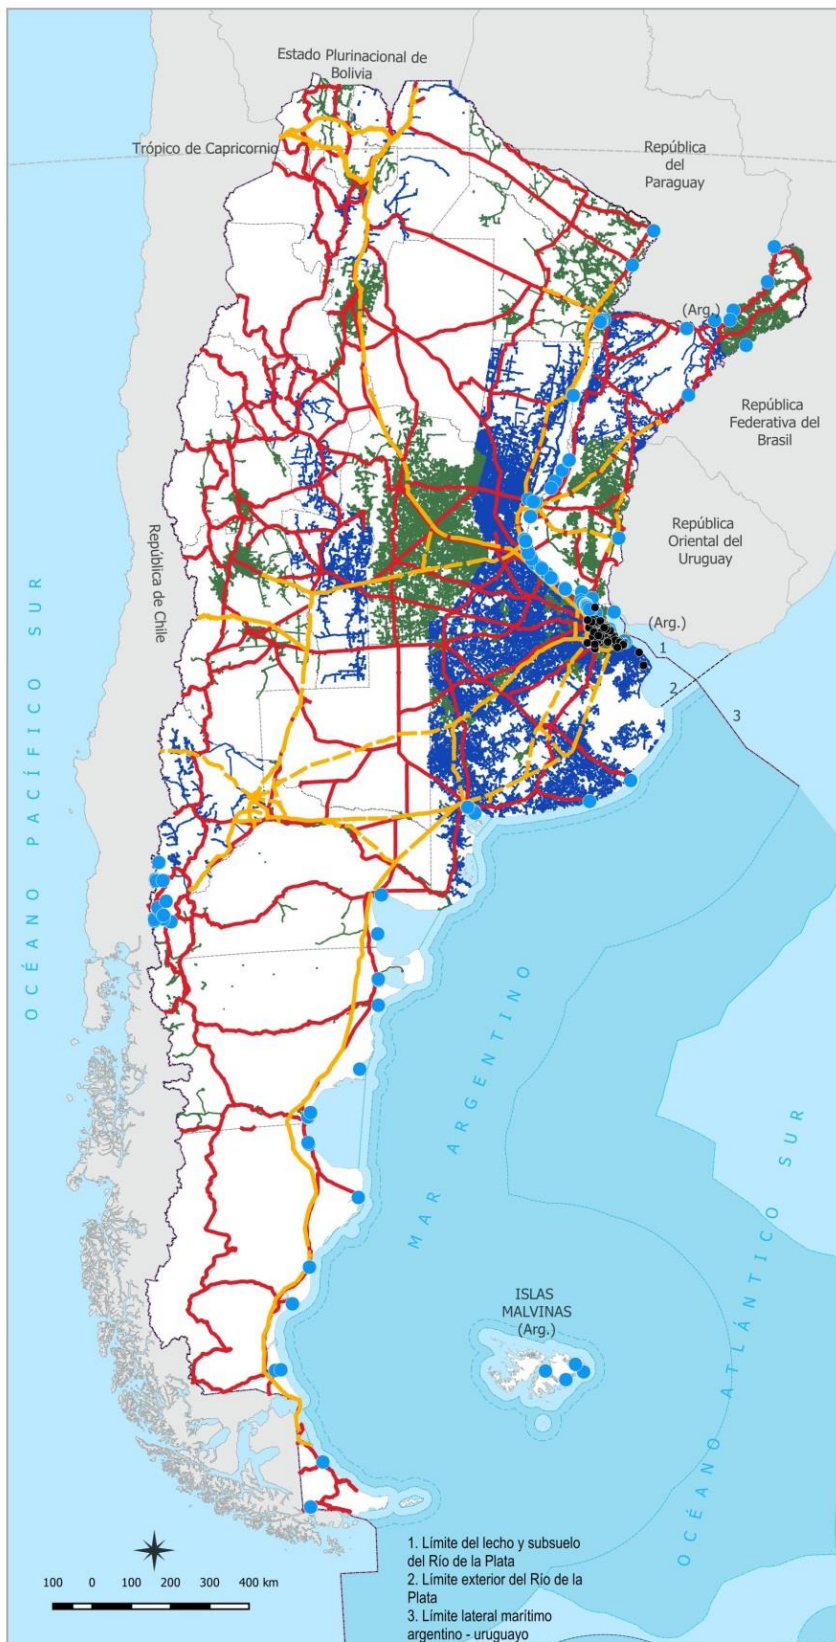 Estado Plurinacional de
Bolivia
Trópico de Capricornio
República
del
Paraguay
(Arg.)
República
Federativa del
Brasil
República
Oriental del
Uruguay
República de Chile
(Arg.)
1
2
3
OCÉANO PACÍFICO SUR
MAR ARGENTINO
ISLAS
MALVINAS
(Arg.)
OCÉANO ATLÁNTICO SUR
1. Límite del lecho y subsuelo
del Río de la Plata
2. Límite exterior del Río de la
Plata
3. Límite lateral marítimo
argentino - uruguayo
100 0 100 200 300 400 km